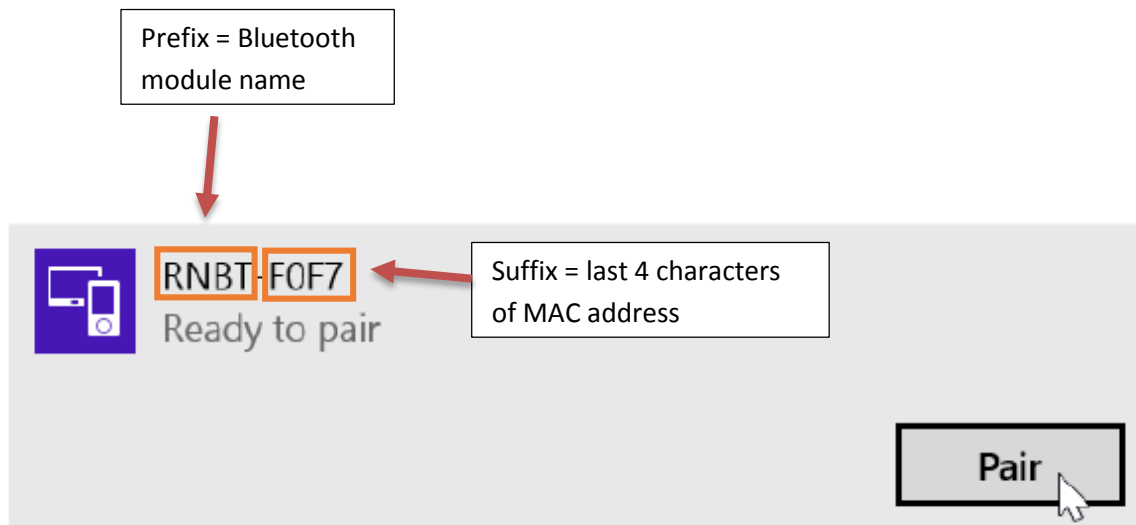 Prefix = Bluetooth
module name
RNBT-F0F7
Ready to pair
Suffix = last 4 characters
of MAC address
Pair